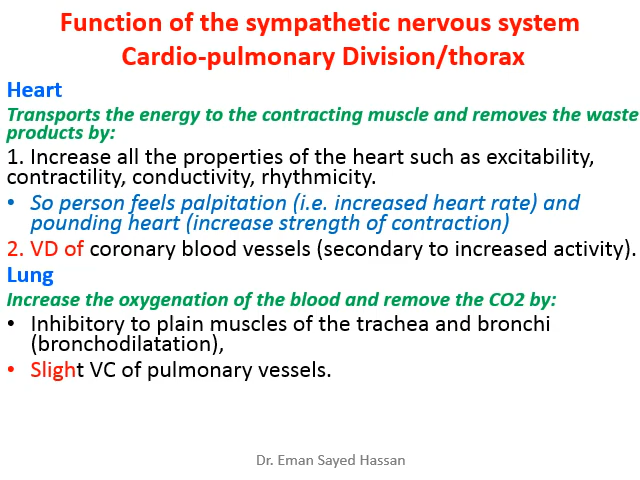 Function of the sympathetic nervous system
Cardio-pulmonary Division/thorax
Heart
Transports the energy to the contracting muscle and removes the waste
products by:
1. Increase all the properties of the heart such as excitability,
contractility, conductivity, rhythmicity.
• So person feels palpitation (i.e. increased heart rate) and
pounding heart (increase strength of contraction)
2. VD of coronary blood vessels (secondary to increased activity).
Lung
Increase the oxygenation of the blood and remove the CO2 by:
• Inhibitory to plain muscles of the trachea and bronchi
(bronchodilatation),
• Slight VC of pulmonary vessels.
Dr. Eman Sayed Hassan